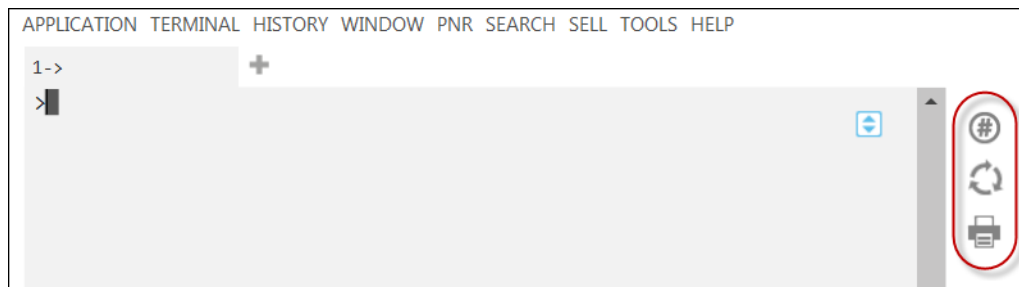 APPLICATION TERMINAL HISTORY WINDOW PNR SEARCH SELL TOOLS HELP
1->
>
#